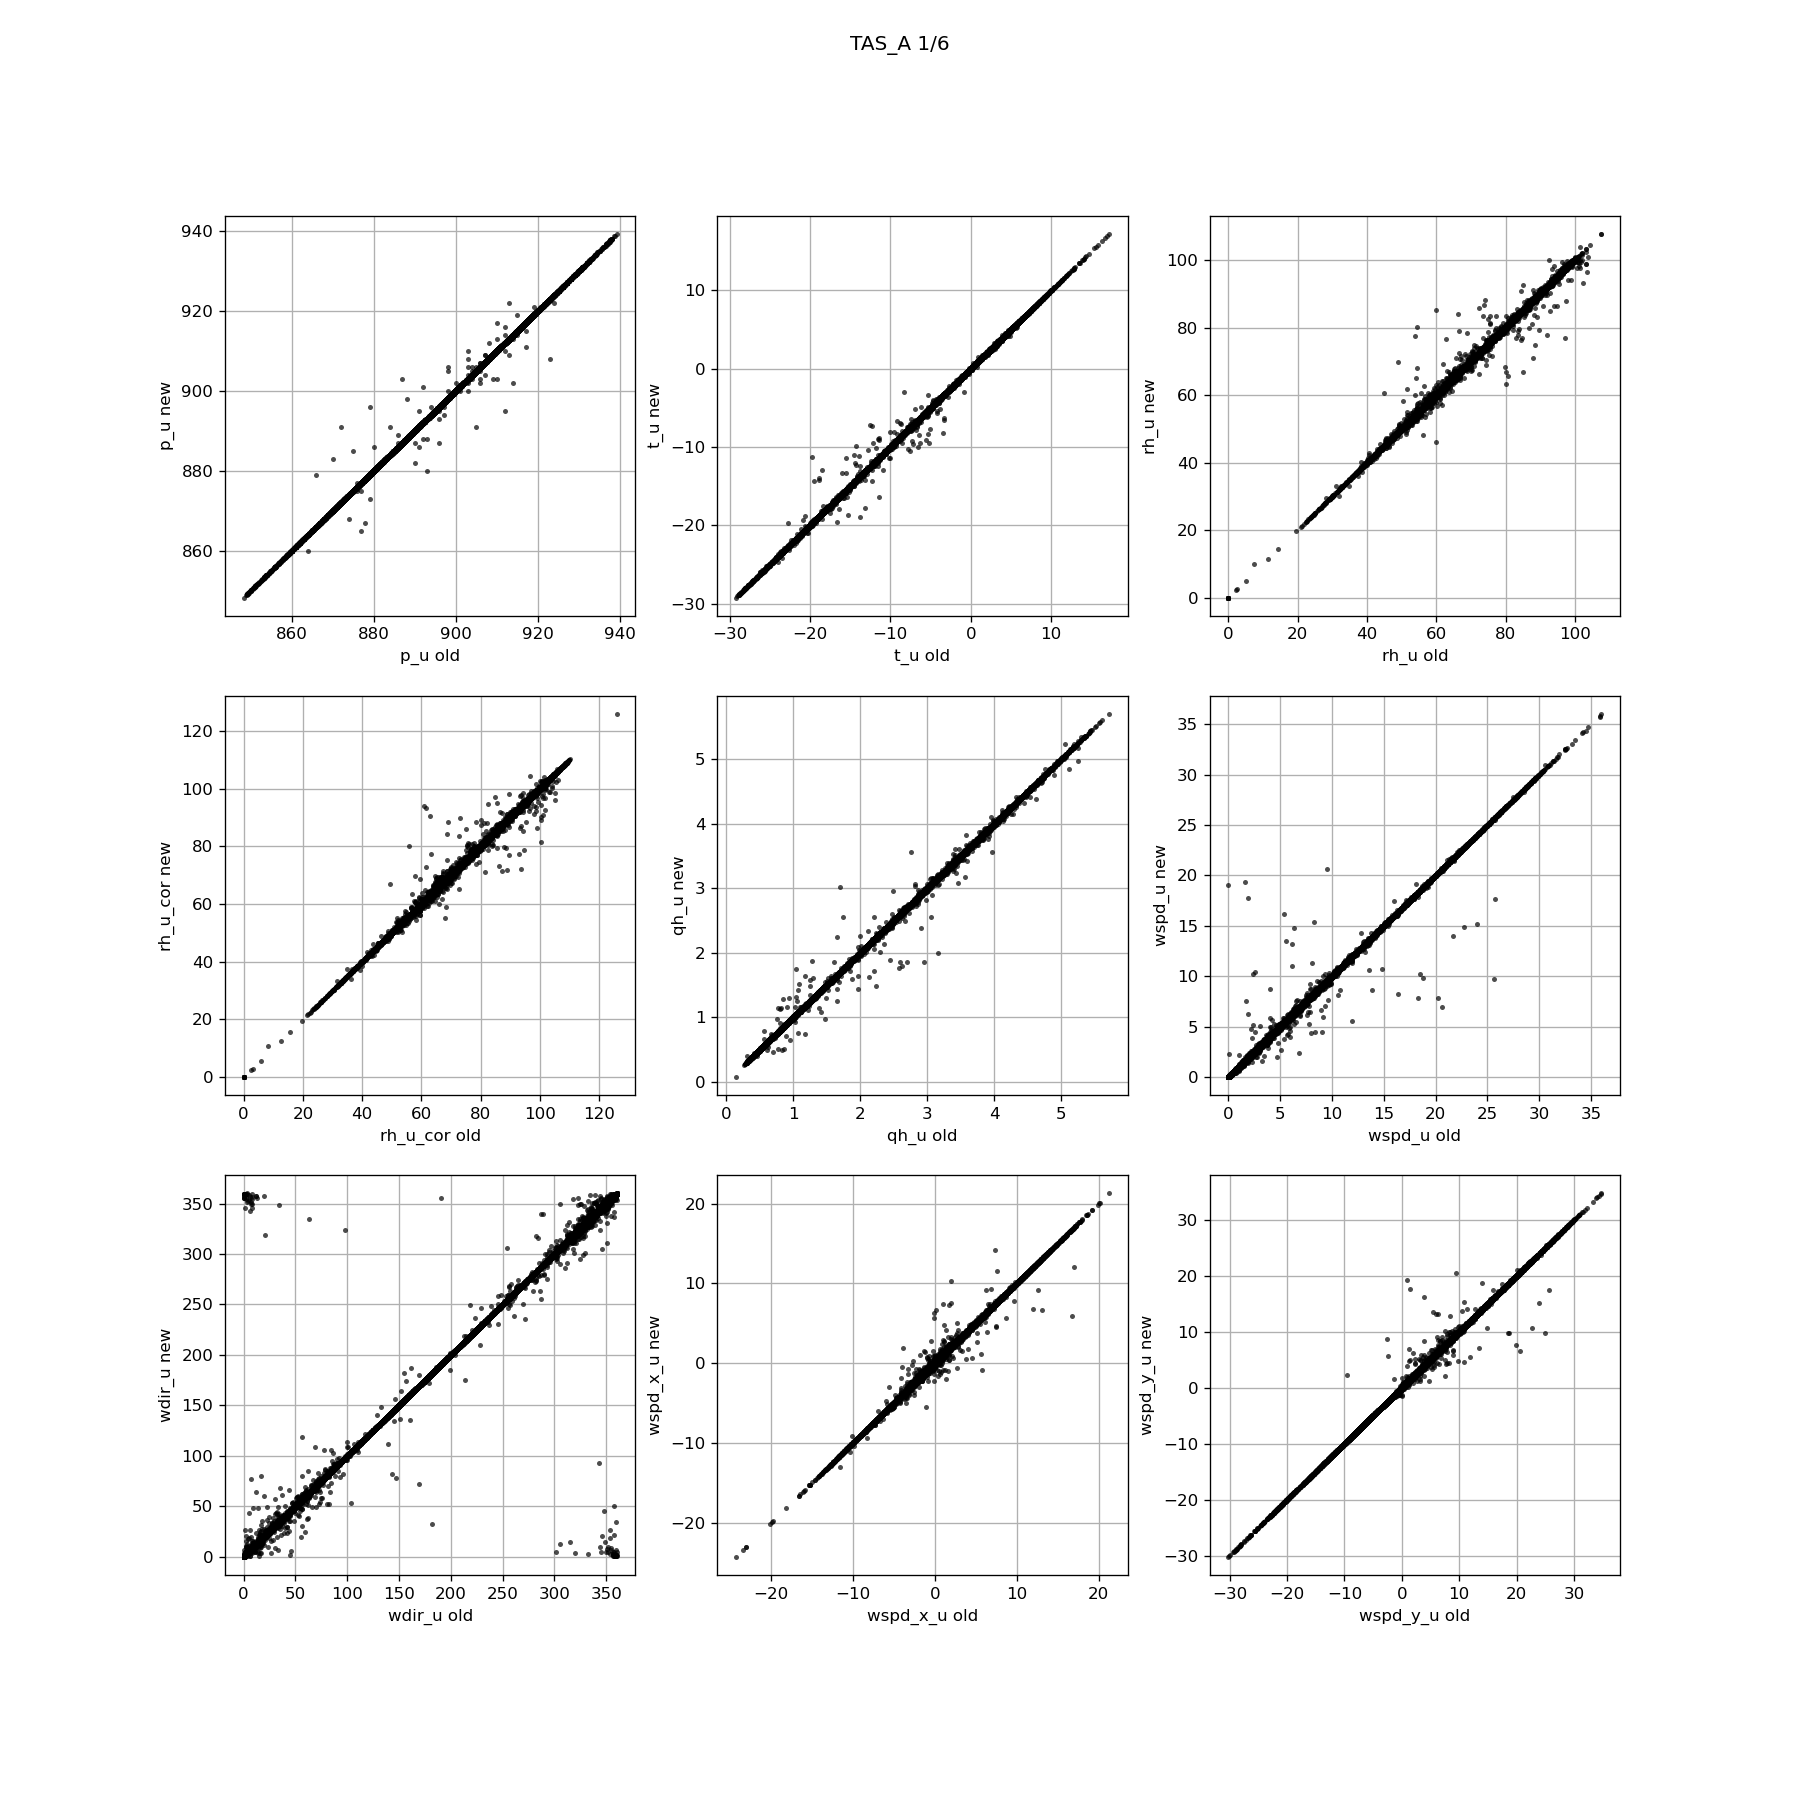 TAS_A 1/6
940
920
900
880
860
p_u new
860 880 900 920 940
p_u old
10
0
−10
−20
−30
t_u new
−30 −20 −10 0 10
t_u old
100
80
60
40
20
0
rh_u new
0 20 40 60 80 100
rh_u old
120
100
80
60
40
20
0
rh_u_cor new
0 20 40 60 80 100 120
rh_u_cor old
5
4
3
2
1
0
qh_u new
0 1 2 3 4 5
qh_u old
35
30
25
20
15
10
5
0
wspd_u new
0 5 10 15 20 25 30 35
wspd_u old
350
300
250
200
150
100
50
0
wdir_u new
0 50 100 150 200 250 300 350
wdir_u old
20
10
0
−10
−20
wspd_x_u new
−20 −10 0 10 20
wspd_x_u old
30
20
10
0
−10
−20
−30
wspd_y_u new
−30 −20 −10 0 10 20 30
wspd_y_u old